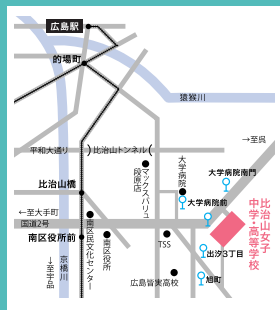 広島駅
的場町
猿猴川
→至呉
平和大通り
比治山トンネル
大学病院南門
大学病院
マックスバリュ
段原店
比治山橋
大学病院前
←至大手町
国道2号
比治山女子
中学・高等学校
南区役所前
南区民文化センター
南区役所
TSS
出汐3丁目
→至宇品
京橋川
広島皆実高校
旭町